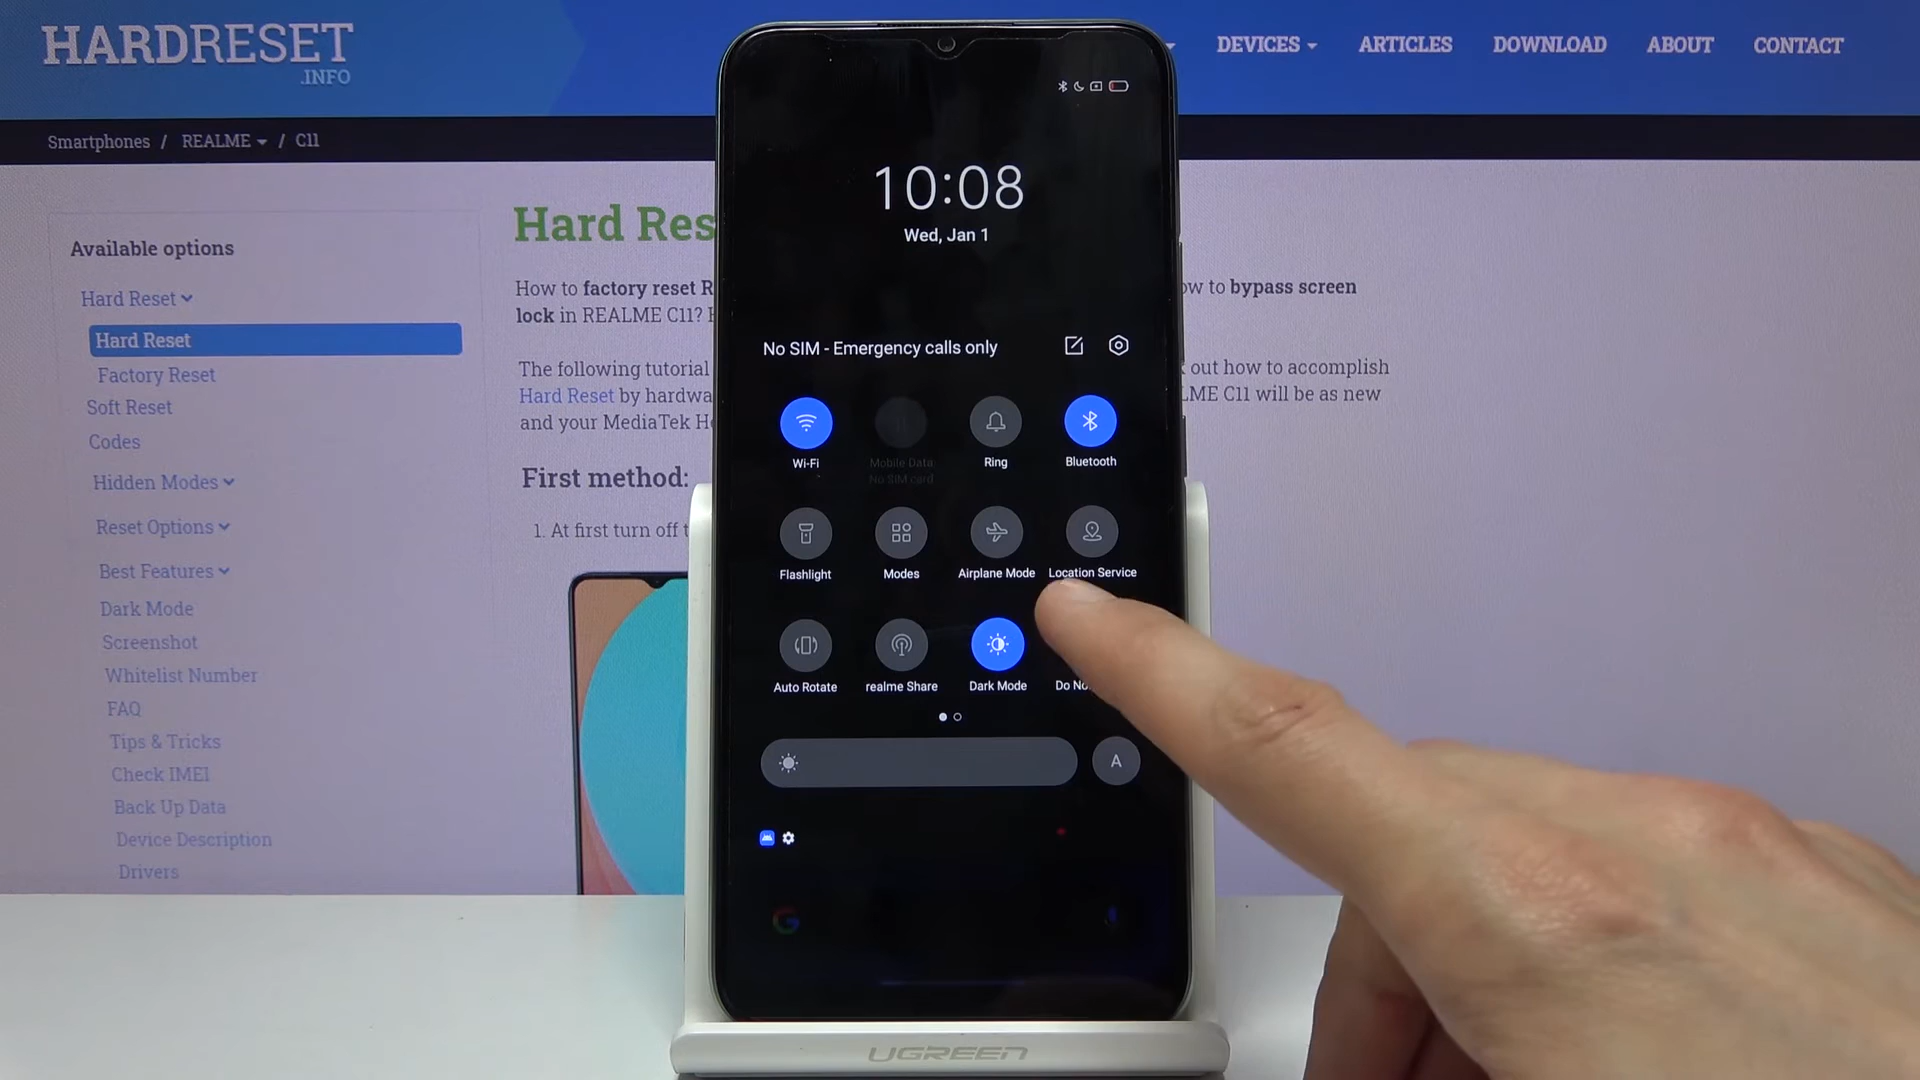 HARDRESET
.INFO
DEVICES
ARTICLES
DOWNLOAD
ABOUT
CONTACT
Smartphones / REALME / C11
Available options
Hard Reset
Hard Reset
Factory Reset
Soft Reset
Codes
Hidden Modes
Reset Options
Best Features
Dark Mode
Screenshot
Whitelist Number
FAQ
Tips & Tricks
Check IMEI
Back Up Data
Device Description
Drivers
Hard Res
How to factory reset R
lock in REALME C11?
The following tutorial
Hard Reset by hardwa
and your MediaTek H
First method:
1. At first turn off t
ow to bypass screen
out how to accomplish
LME C11 will be as new
10:08
Wed, Jan 1
No SIM - Emergency calls only
Wi-Fi
Mobile Data
No SIM card
Ring
Bluetooth
Flashlight
Modes
Airplane Mode
Location Service
Auto Rotate
realme Share
Dark Mode
Do No
A
UGREEN